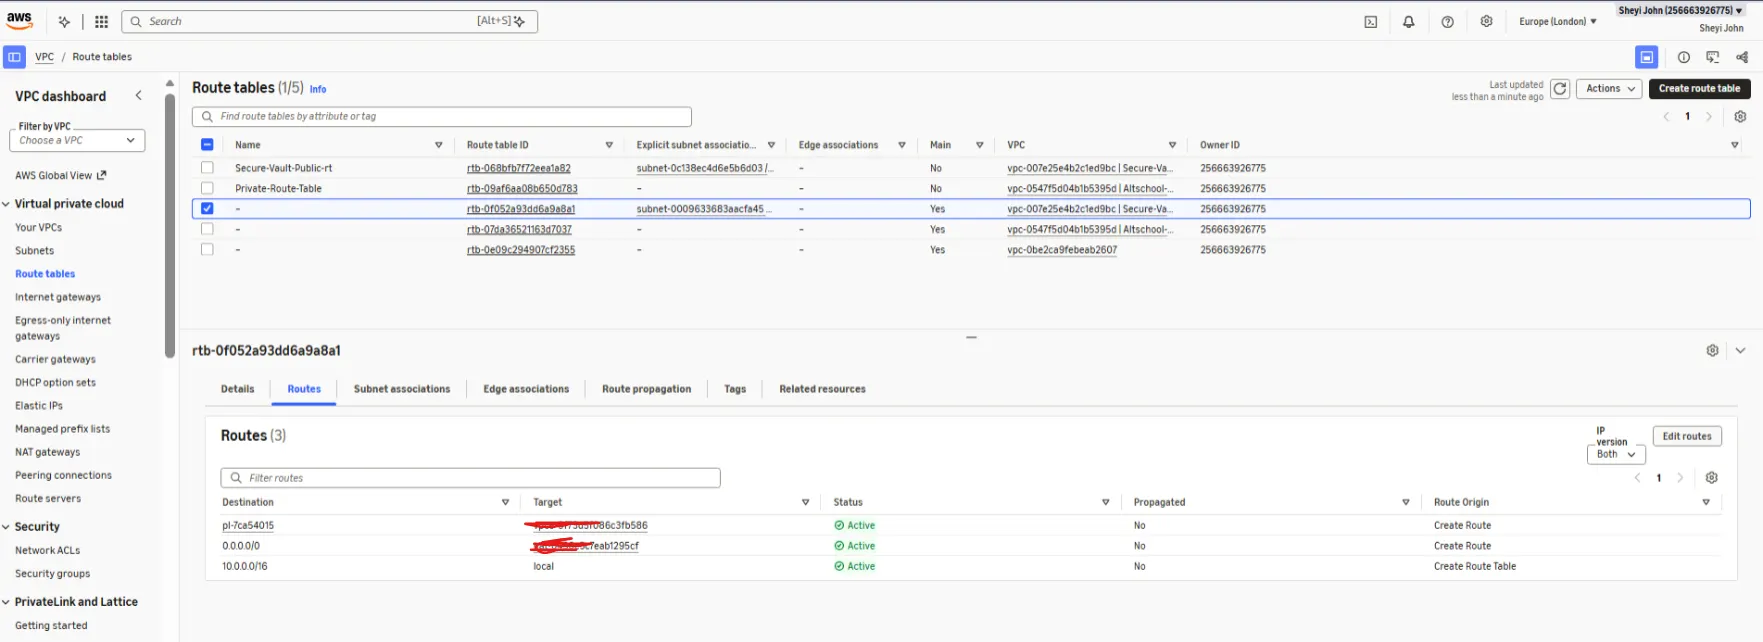 aws
Search [Alt+S]
Europe (London)
Sheyi John (256663926775)
Sheyi John
VPC / Route tables
VPC dashboard
Filter by VPC
Choose a VPC
AWS Global View
Virtual private cloud
Your VPCs
Subnets
Route tables
Internet gateways
Egress-only internet
gateways
Carrier gateways
DHCP option sets
Elastic IPs
Managed prefix lists
NAT gateways
Peering connections
Route servers
Security
Network ACLs
Security groups
PrivateLink and Lattice
Getting started
Route tables (1/5) Info
Last updated
less than a minute ago
Actions
Create route table
Find route tables by attribute or tag
1
Name Route table ID Explicit subnet associatio... Edge associations Main VPC Owner ID
Secure-Vault-Public-rt rtb-068bfb7f72eea1a82 subnet-0c138ec4d6e5b6d03 /... – No vpc-007e25e4b2c1ed9bc | Secure-Va... 256663926775
Private-Route-Table rtb-09af6aa08b650d783 – – No vpc-0547f5d04b1b5395d | Altschool-... 256663926775
– rtb-0f052a93dd6a9a8a1 subnet-0009633683aacfa45 ... – Yes vpc-007e25e4b2c1ed9bc | Secure-Va... 256663926775
– rtb-07da36521163d7037 – – Yes vpc-0547f5d04b1b5395d | Altschool-... 256663926775
– rtb-0e09c294907cf2355 – – Yes vpc-0be2ca9febeab2607 256663926775
rtb-0f052a93dd6a9a8a1
Details Routes Subnet associations Edge associations Route propagation Tags Related resources
Routes (3)
IP
version
Both
Edit routes
Filter routes
1
Destination Target Status Propagated Route Origin
pl-7ca54015 Active No Create Route
0.0.0.0/0 Active No Create Route
10.0.0.0/16 local Active No Create Route Table